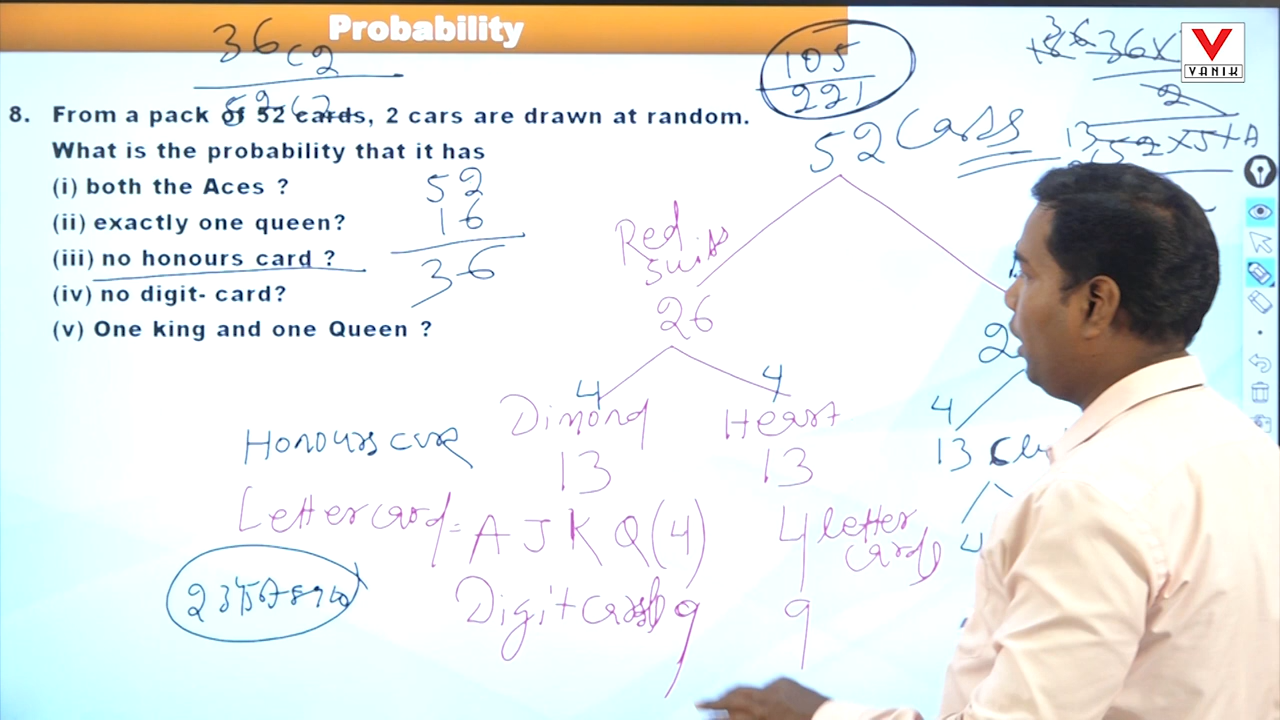 Probability
VANIK
36C2
52C2
105
221
8. From a pack of 52 cards, 2 cars are drawn at random.
What is the probability that it has
(i) both the Aces ?
(ii) exactly one queen?
(iii) no honours card ?
(iv) no digit- card?
(v) One king and one Queen ?
52
16
36
52 Cards
Red
Suits
26
4
4
4
Dimond
Heart
13
13
13
Honours card
Letter card = A J K Q (4)
4 letter
cards
4
Digit card 9
9